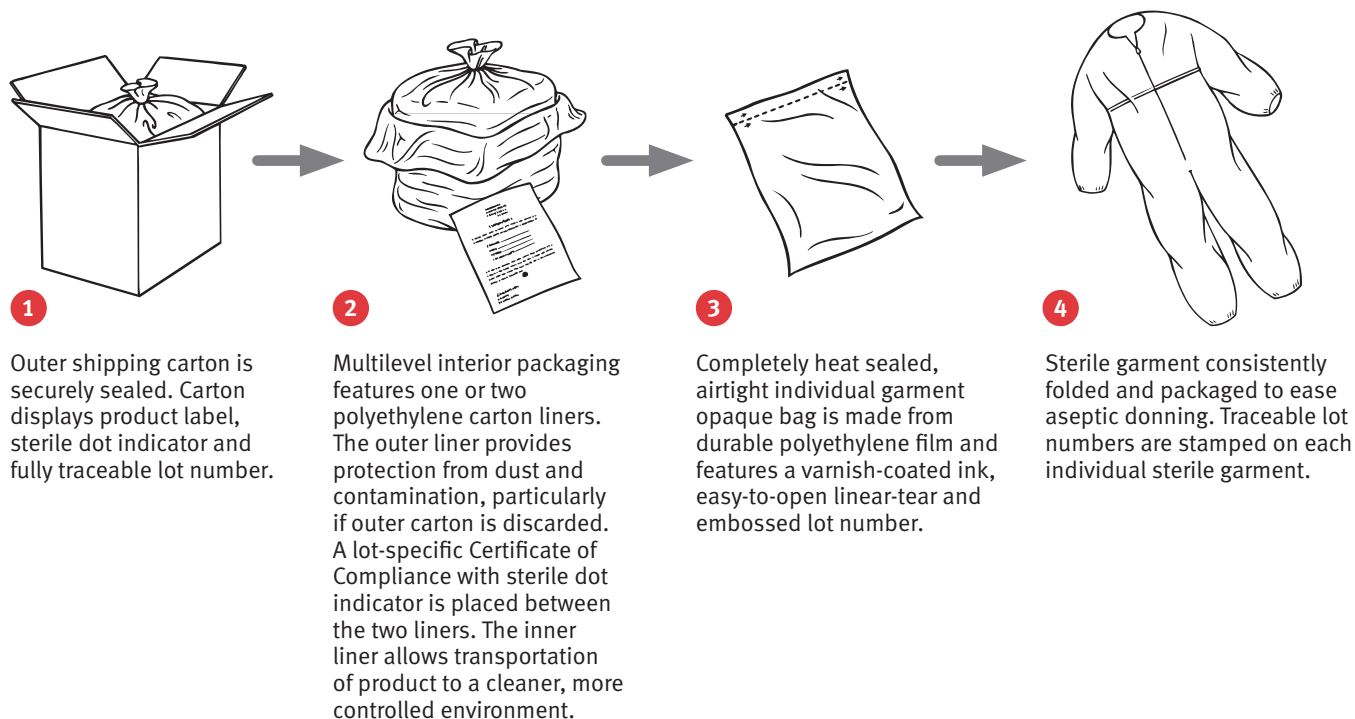 1
Outer shipping carton is
securely sealed. Carton
displays product label,
sterile dot indicator and
fully traceable lot number.
2
Multilevel interior packaging
features one or two
polyethylene carton liners.
The outer liner provides
protection from dust and
contamination, particularly
if outer carton is discarded.
A lot-specific Certificate of
Compliance with sterile dot
indicator is placed between
the two liners. The inner
liner allows transportation
of product to a cleaner, more
controlled environment.
3
Completely heat sealed,
airtight individual garment
opaque bag is made from
durable polyethylene film and
features a varnish-coated ink,
easy-to-open linear-tear and
embossed lot number.
4
Sterile garment consistently
folded and packaged to ease
aseptic donning. Traceable lot
numbers are stamped on each
individual sterile garment.